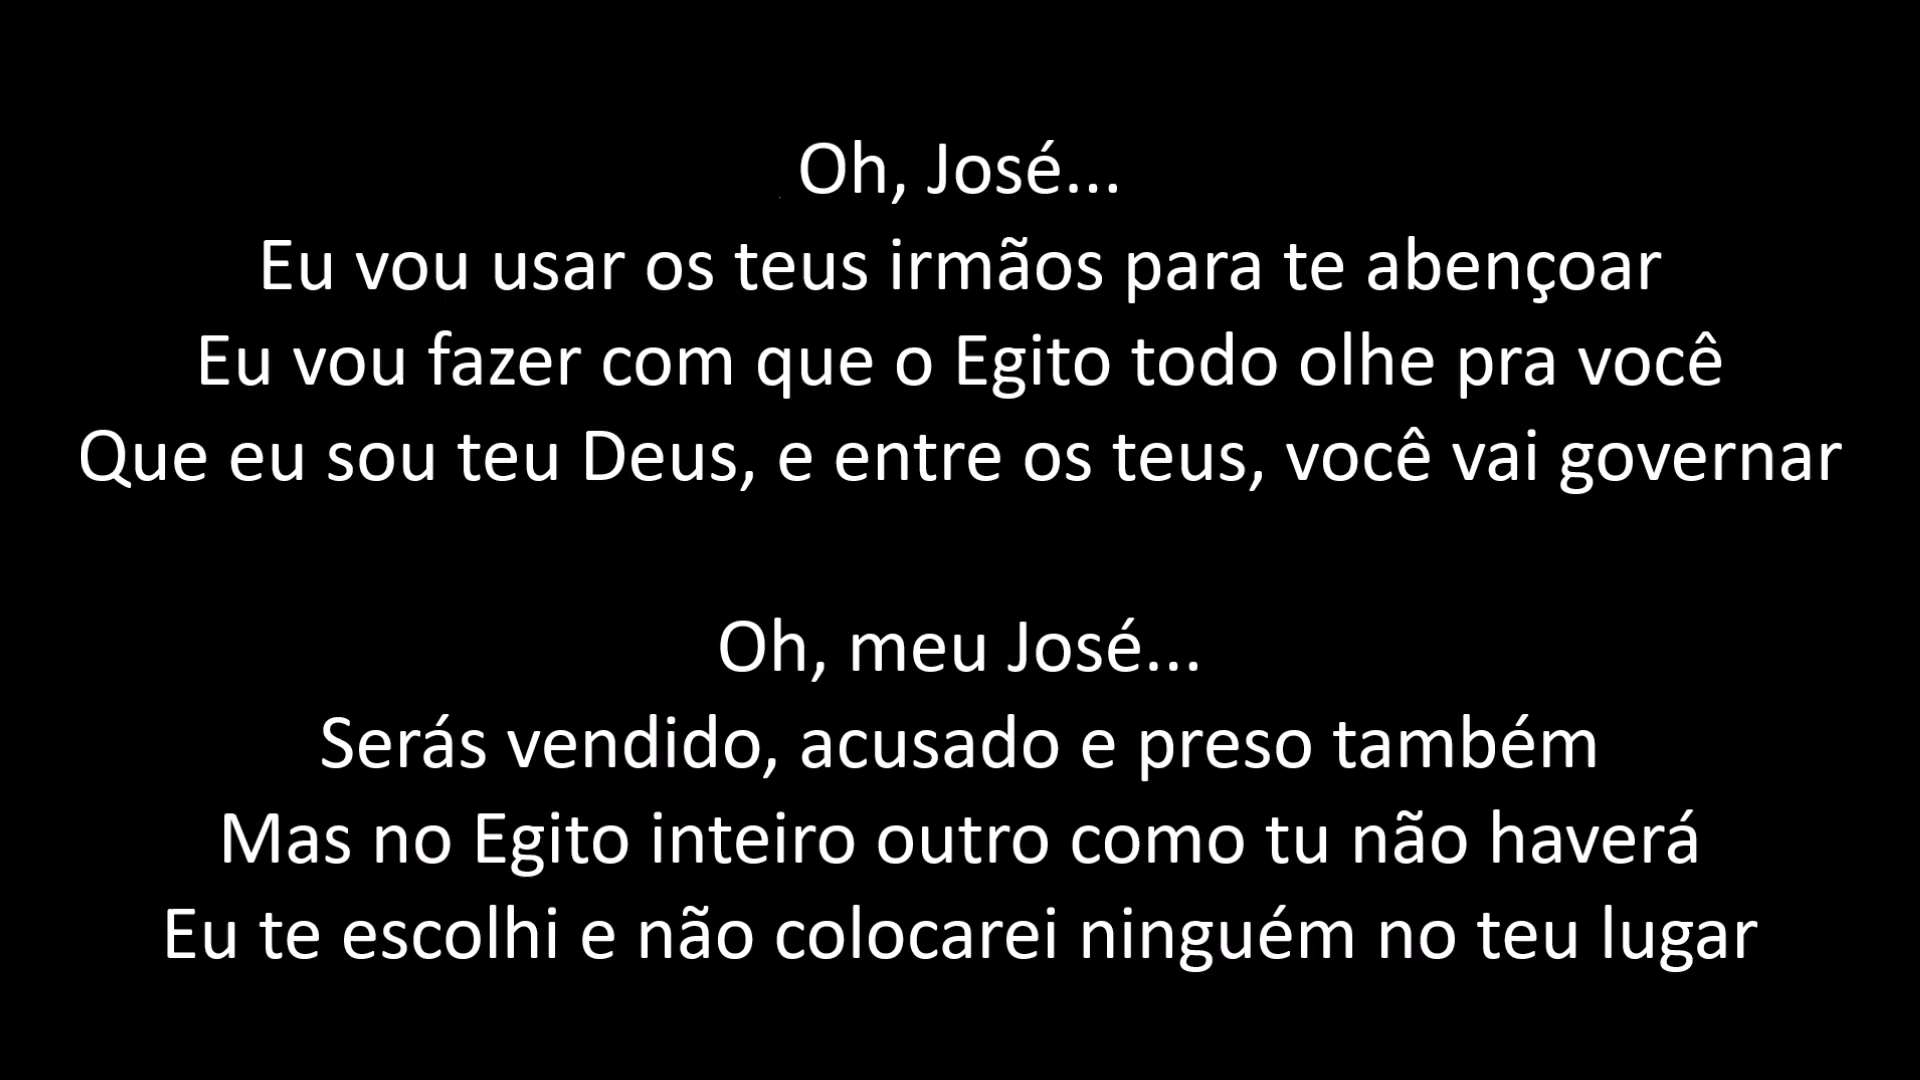 Oh, José...
Eu vou usar os teus irmãos para te abençoar
Eu vou fazer com que o Egito todo olhe pra você
Que eu sou teu Deus, e entre os teus, você vai governar
Oh, meu José...
Serás vendido, acusado e preso também
Mas no Egito inteiro outro como tu não haverá
Eu te escolhi e não colocarei ninguém no teu lugar